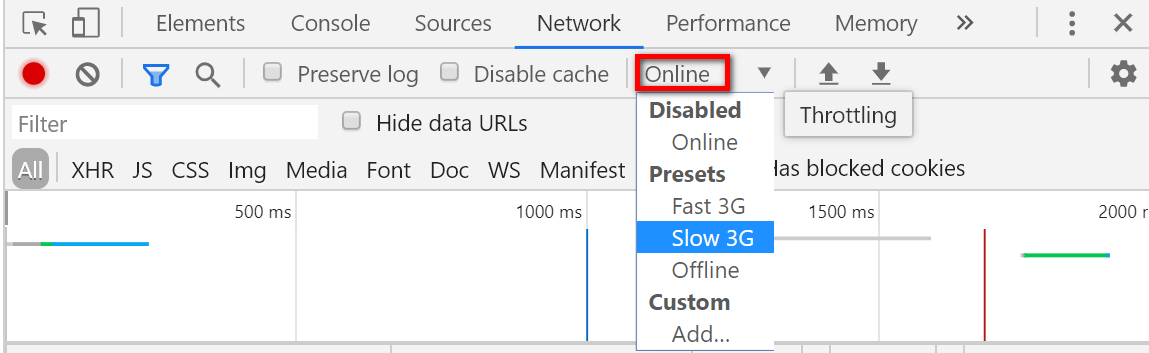 Elements Console Sources Network Performance Memory
Preserve log Disable cache Online
Throttling
Filter Hide data URLs
All XHR JS CSS Img Media Font Doc WS Manifest Has blocked cookies
500 ms 1000 ms 1500 ms 2000 r
Disabled
Online
Presets
Fast 3G
Slow 3G
Offline
Custom
Add...